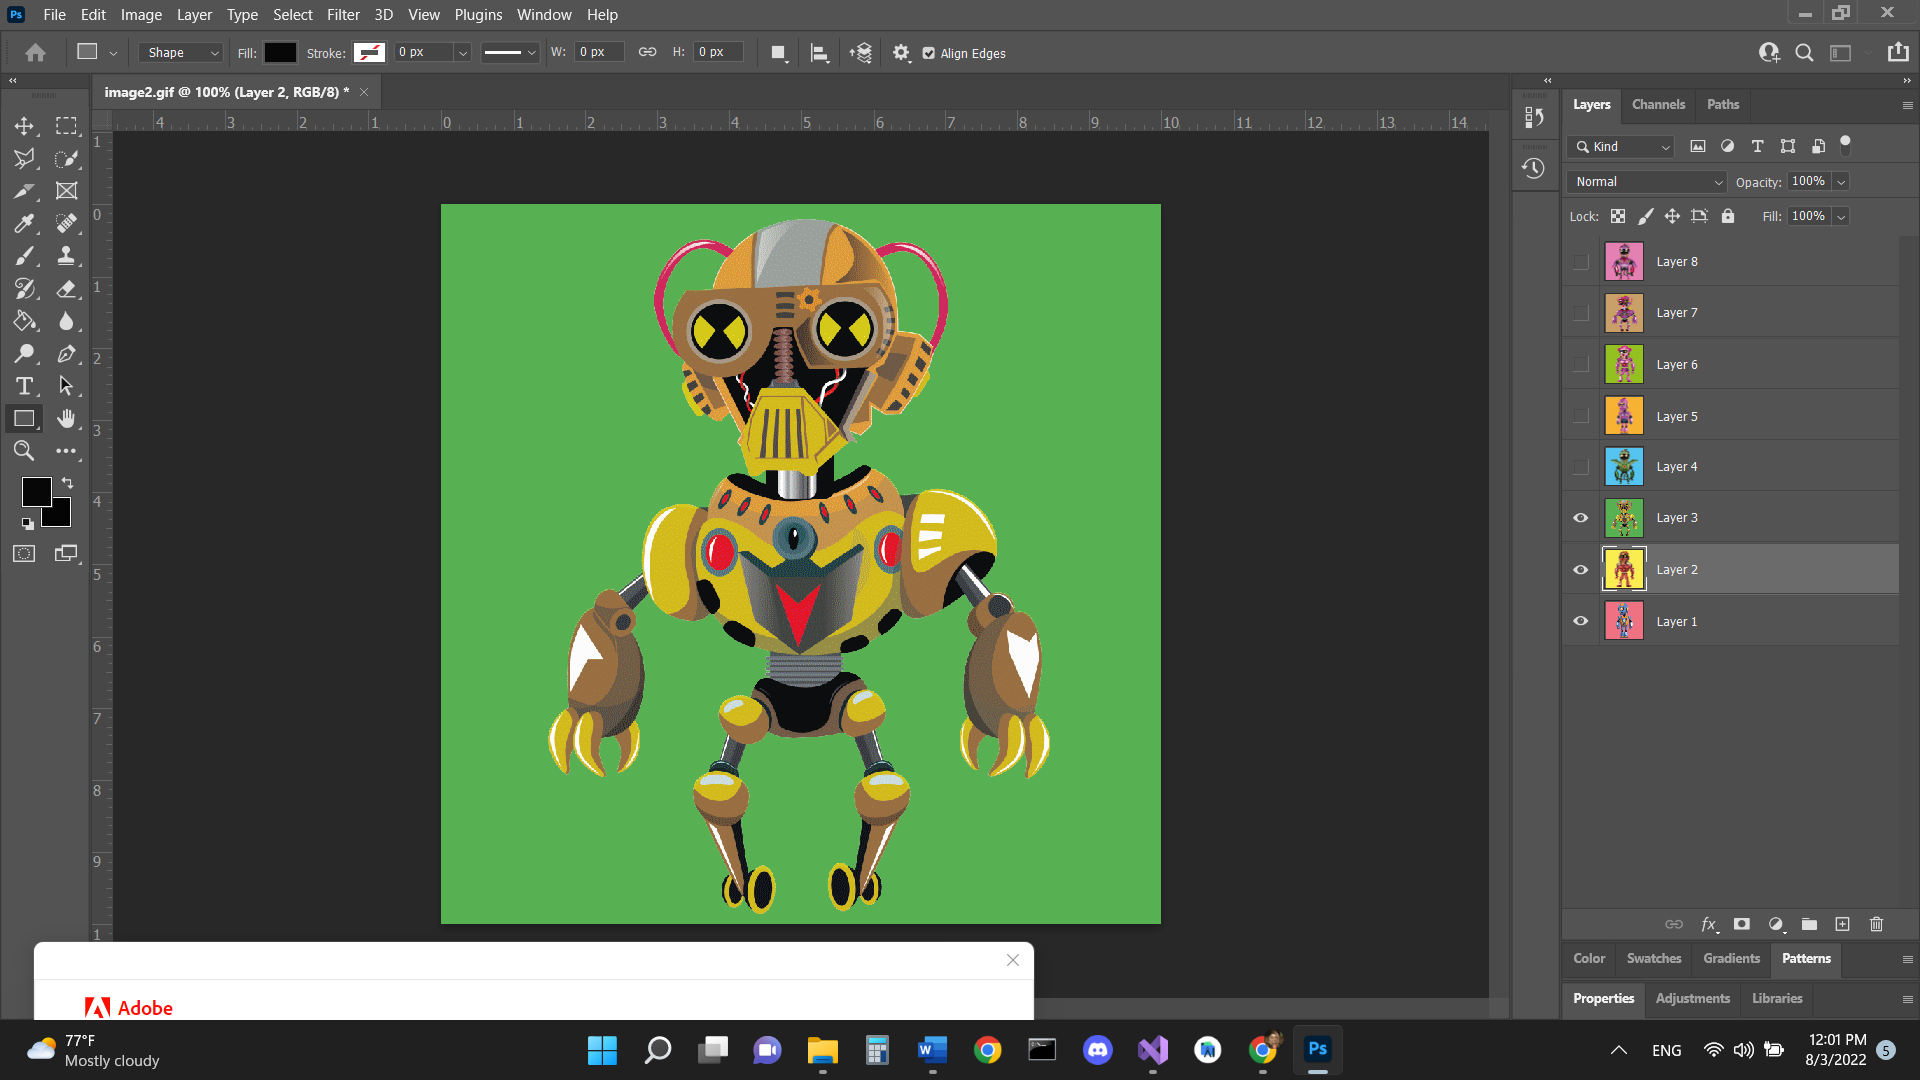 Ps File Edit Image Layer Type Select Filter 3D View Plugins Window Help
Shape Fill: Stroke: 0 px W: 0 px H: 0 px Align Edges
image2.gif @ 100% (Layer 2, RGB/8) *
4 3 2 1 0 1 2 3 4 5 6 7 8 9 10 11 12 13 14
1
0
1
2
3
4
5
6
7
8
9
1
Layers Channels Paths
Kind
Normal Opacity: 100%
Lock: Fill: 100%
Layer 8
Layer 7
Layer 6
Layer 5
Layer 4
Layer 3
Layer 2
Layer 1
fx
Color Swatches Gradients Patterns
Properties Adjustments Libraries
Adobe
77°F
Mostly cloudy
W
Ps
ENG
12:01 PM
8/3/2022
5